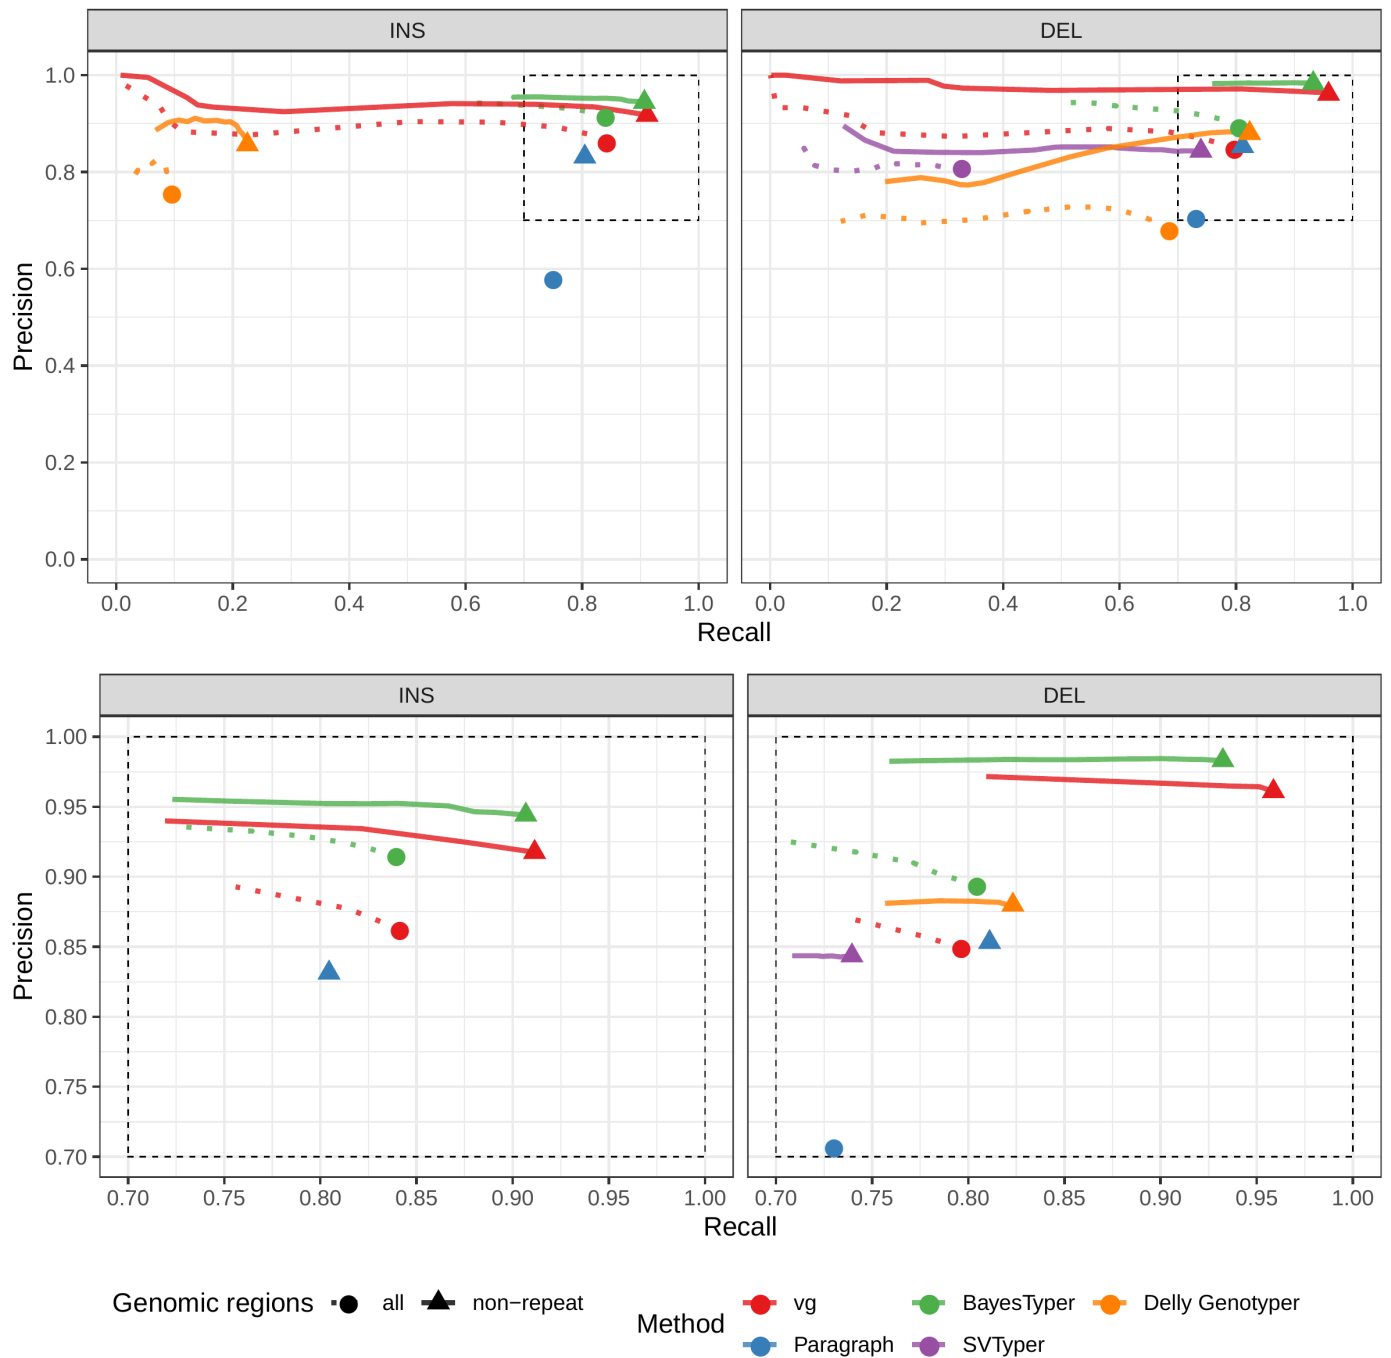 INS
DEL
Precision
1.0
0.8
0.6
0.4
0.2
0.0
0.0 0.2 0.4 0.6 0.8 1.0
0.0 0.2 0.4 0.6 0.8 1.0
Recall
INS
DEL
Precision
1.00
0.95
0.90
0.85
0.80
0.75
0.70
0.70 0.75 0.80 0.85 0.90 0.95 1.00
0.70 0.75 0.80 0.85 0.90 0.95 1.00
Recall
Genomic regions all non−repeat
Method
vg BayesTyper Delly Genotyper
Paragraph SVTyper